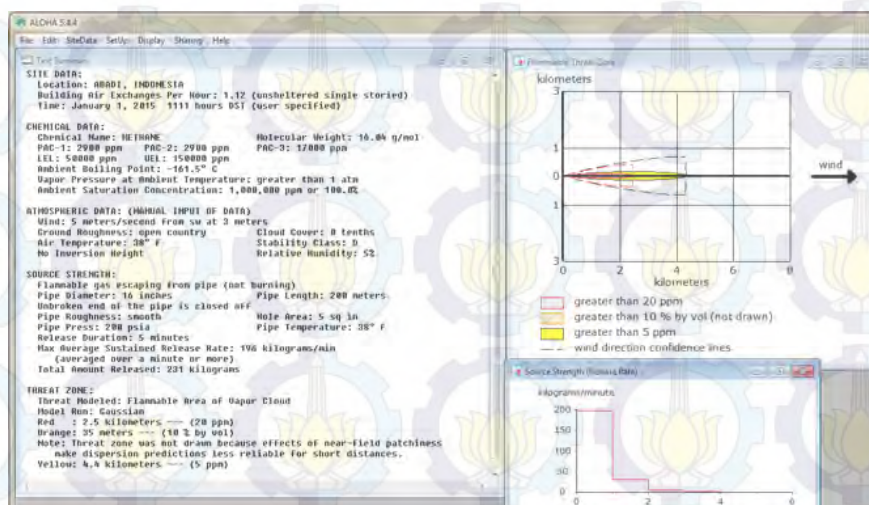 ALOHA 5.4.4
File Edit SiteData SetUp Display Sharing Help
Text Summary
SITE DATA:
Location: ABADI, INDONESIA
Building Air Exchanges Per Hour: 1.12 (unsheltered single storied)
Time: January 1, 2015 1111 hours DST (user specified)
CHEMICAL DATA:
Chemical Name: METHANE Molecular Weight: 16.04 g/mol
PAC-1: 2900 ppm PAC-2: 2900 ppm PAC-3: 17000 ppm
LEL: 50000 ppm UEL: 150000 ppm
Ambient Boiling Point: -161.5° C
Vapor Pressure at Ambient Temperature: greater than 1 atm
Ambient Saturation Concentration: 1,000,000 ppm or 100.0%
ATMOSPHERIC DATA: (MANUAL INPUT OF DATA)
Wind: 5 meters/second from sw at 3 meters
Ground Roughness: open country Cloud Cover: 0 tenths
Air Temperature: 38° F Stability Class: D
No Inversion Height Relative Humidity: 5%
SOURCE STRENGTH:
Flammable gas escaping from pipe (not burning)
Pipe Diameter: 16 inches Pipe Length: 200 meters
Unbroken end of the pipe is closed off
Pipe Roughness: smooth Hole Area: 5 sq in
Pipe Press: 200 psia Pipe Temperature: 38° F
Release Duration: 5 minutes
Max Average Sustained Release Rate: 196 kilograms/min
(averaged over a minute or more)
Total Amount Released: 231 kilograms
THREAT ZONE:
Threat Modeled: Flammable Area of Vapor Cloud
Model Run: Gaussian
Red : 2.5 kilometers --- (20 ppm)
Orange: 35 meters --- (10 % by vol)
Note: Threat zone was not drawn because effects of near-field patchiness
make dispersion predictions less reliable for short distances.
Yellow: 4.4 kilometers --- (5 ppm)
Flammable Threat Zone
kilometers
3
1
0
1
3
0 2 4 6 8
kilometers
wind
greater than 20 ppm
greater than 10 % by vol (not drawn)
greater than 5 ppm
wind direction confidence lines
Source Strength (Release Rate)
kilograms/minute
200
150
100
50
0
0 2 4 6